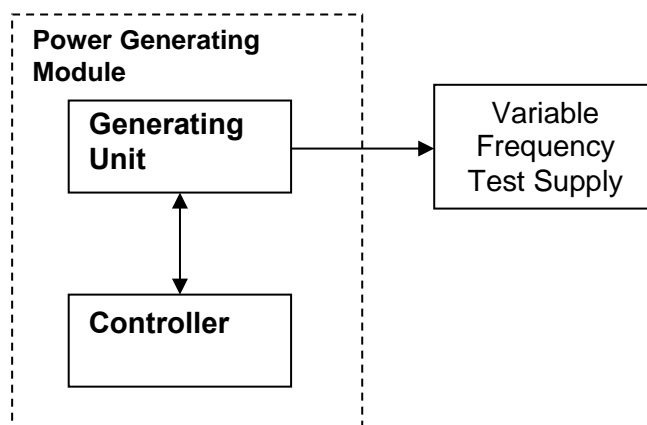 Power Generating
Module
Generating
Unit
Variable
Frequency
Test Supply
Controller